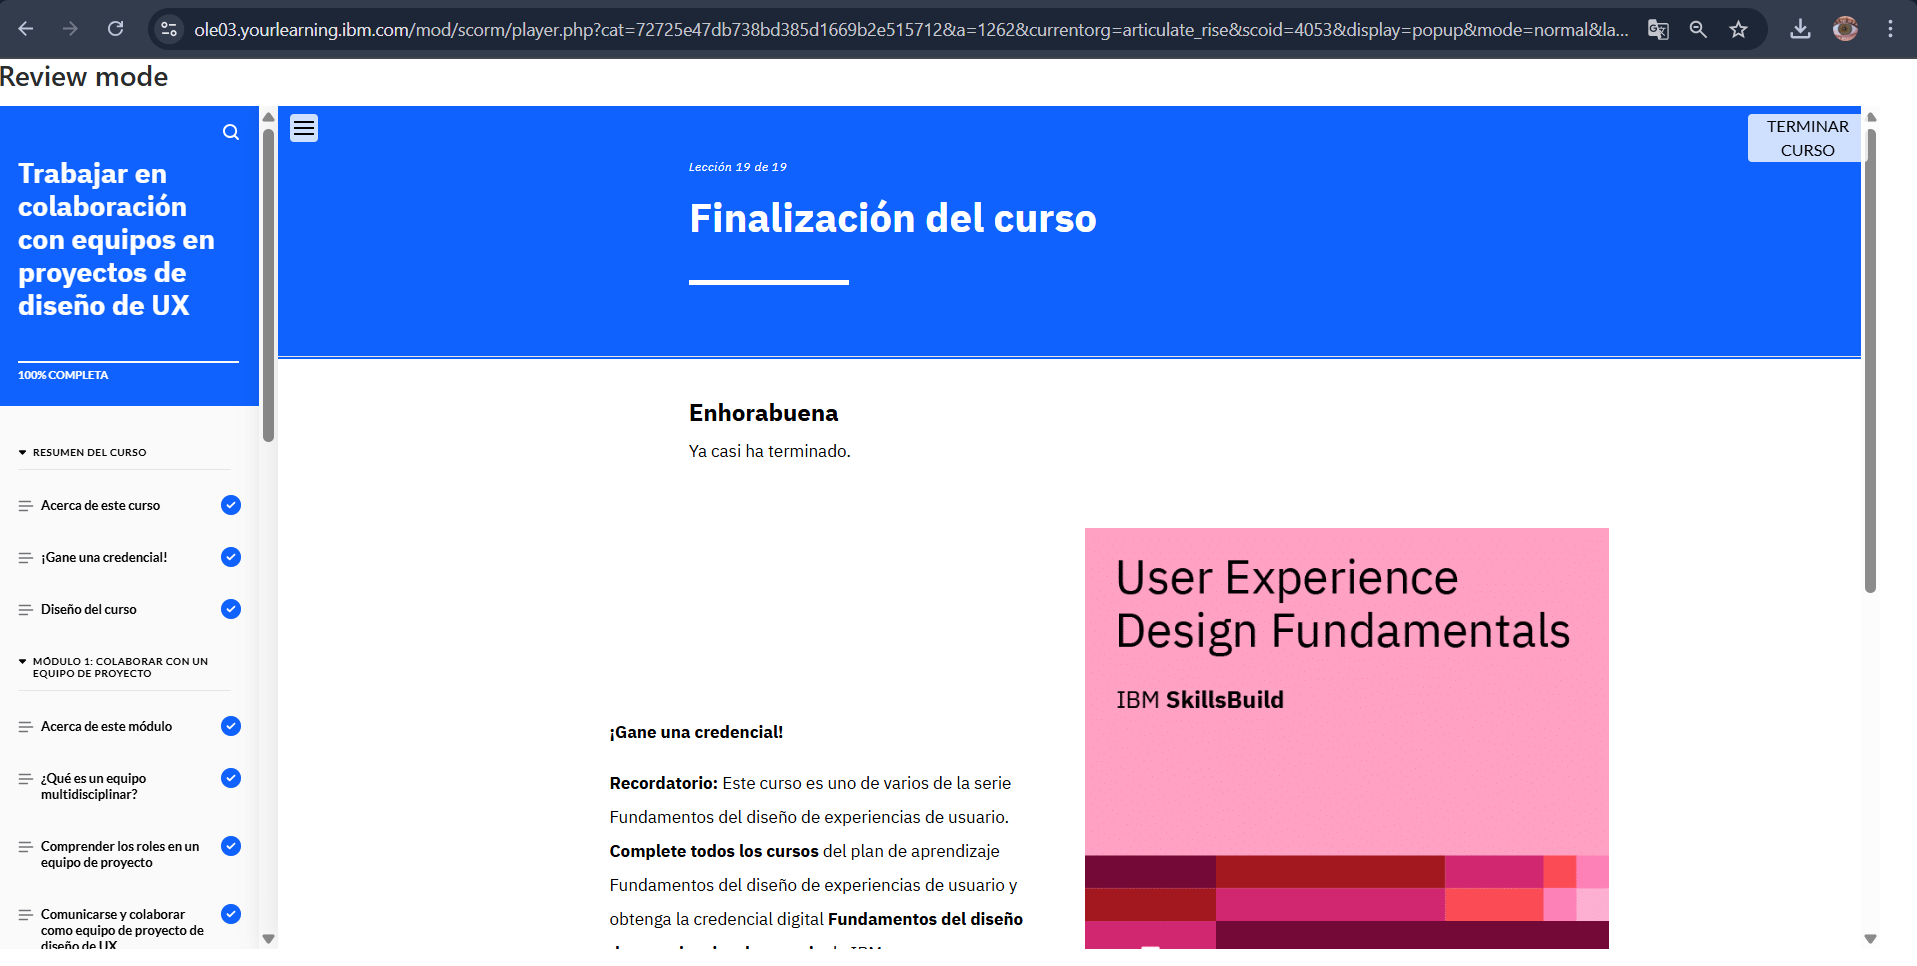 ole03.yourlearning.ibm.com/mod/scorm/player.php?cat=72725e47db738bd385d1669b2e515712&a=1262&currentorg=articulate_rise&scoid=4053&display=popup&mode=normal&la...
Review mode
Trabajar en
colaboración
con equipos en
proyectos de
diseño de UX
100% COMPLETA
RESUMEN DEL CURSO
Acerca de este curso
¡Gane una credencial!
Diseño del curso
MÓDULO 1: COLABORAR CON UN
EQUIPO DE PROYECTO
Acerca de este módulo
¿Qué es un equipo
multidisciplinar?
Comprender los roles en un
equipo de proyecto
Comunicarse y colaborar
como equipo de proyecto de
diseño de UX
TERMINAR
CURSO
Lección 19 de 19
Finalización del curso
Enhorabuena
Ya casi ha terminado.
¡Gane una credencial!
Recordatorio: Este curso es uno de varios de la serie
Fundamentos del diseño de experiencias de usuario.
Complete todos los cursos del plan de aprendizaje
Fundamentos del diseño de experiencias de usuario y
obtenga la credencial digital Fundamentos del diseño
User Experience
Design Fundamentals
IBM SkillsBuild